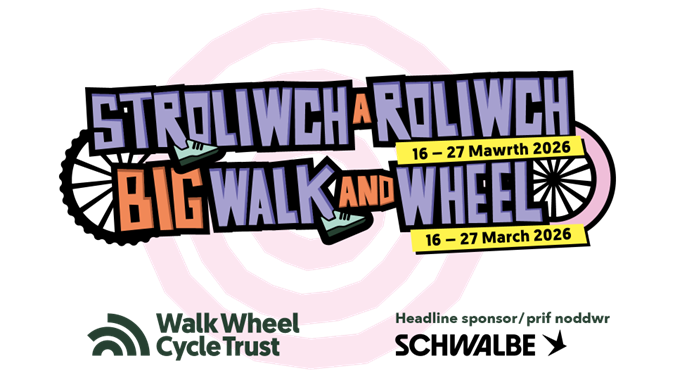 STROLIWCH A ROLIWCH
16 – 27 Mawrth 2026
BIG WALK AND WHEEL
16 – 27 March 2026
Walk Wheel
Cycle Trust
Headline sponsor/prif noddwr
SCHWALBE